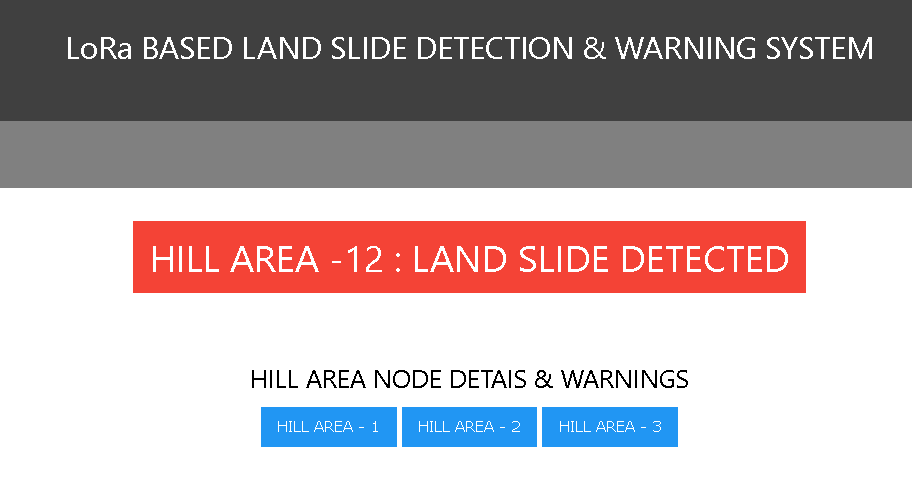 LoRa BASED LAND SLIDE DETECTION & WARNING SYSTEM
HILL AREA -12 : LAND SLIDE DETECTED
HILL AREA NODE DETAIS & WARNINGS
HILL AREA - 1 HILL AREA - 2 HILL AREA - 3